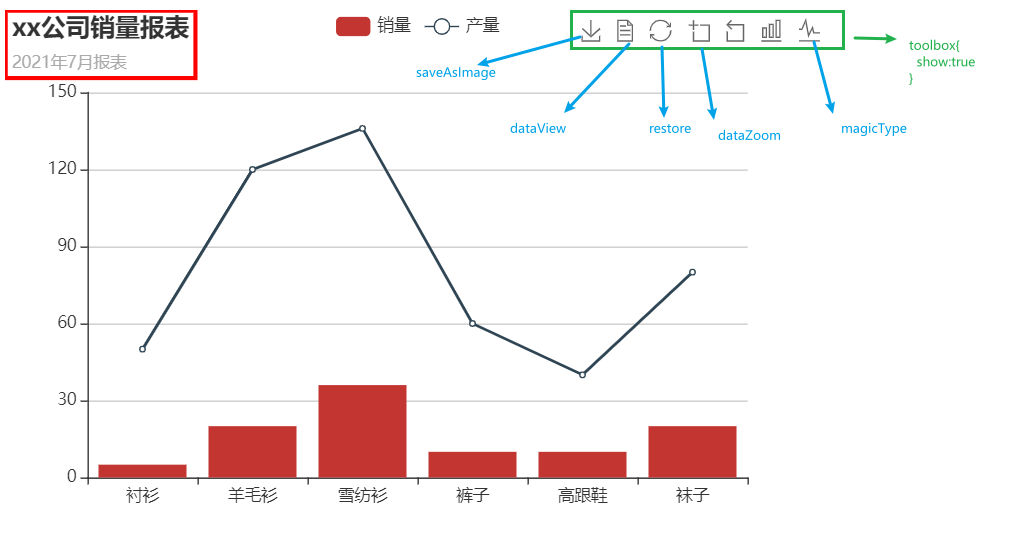 xx公司销量报表
2021年7月报表
销量 产量
toolbox{
show:true
}
saveAsImage
dataView
restore
dataZoom
magicType
150
120
90
60
30
0
衬衫 羊毛衫 雪纺衫 裤子 高跟鞋 袜子